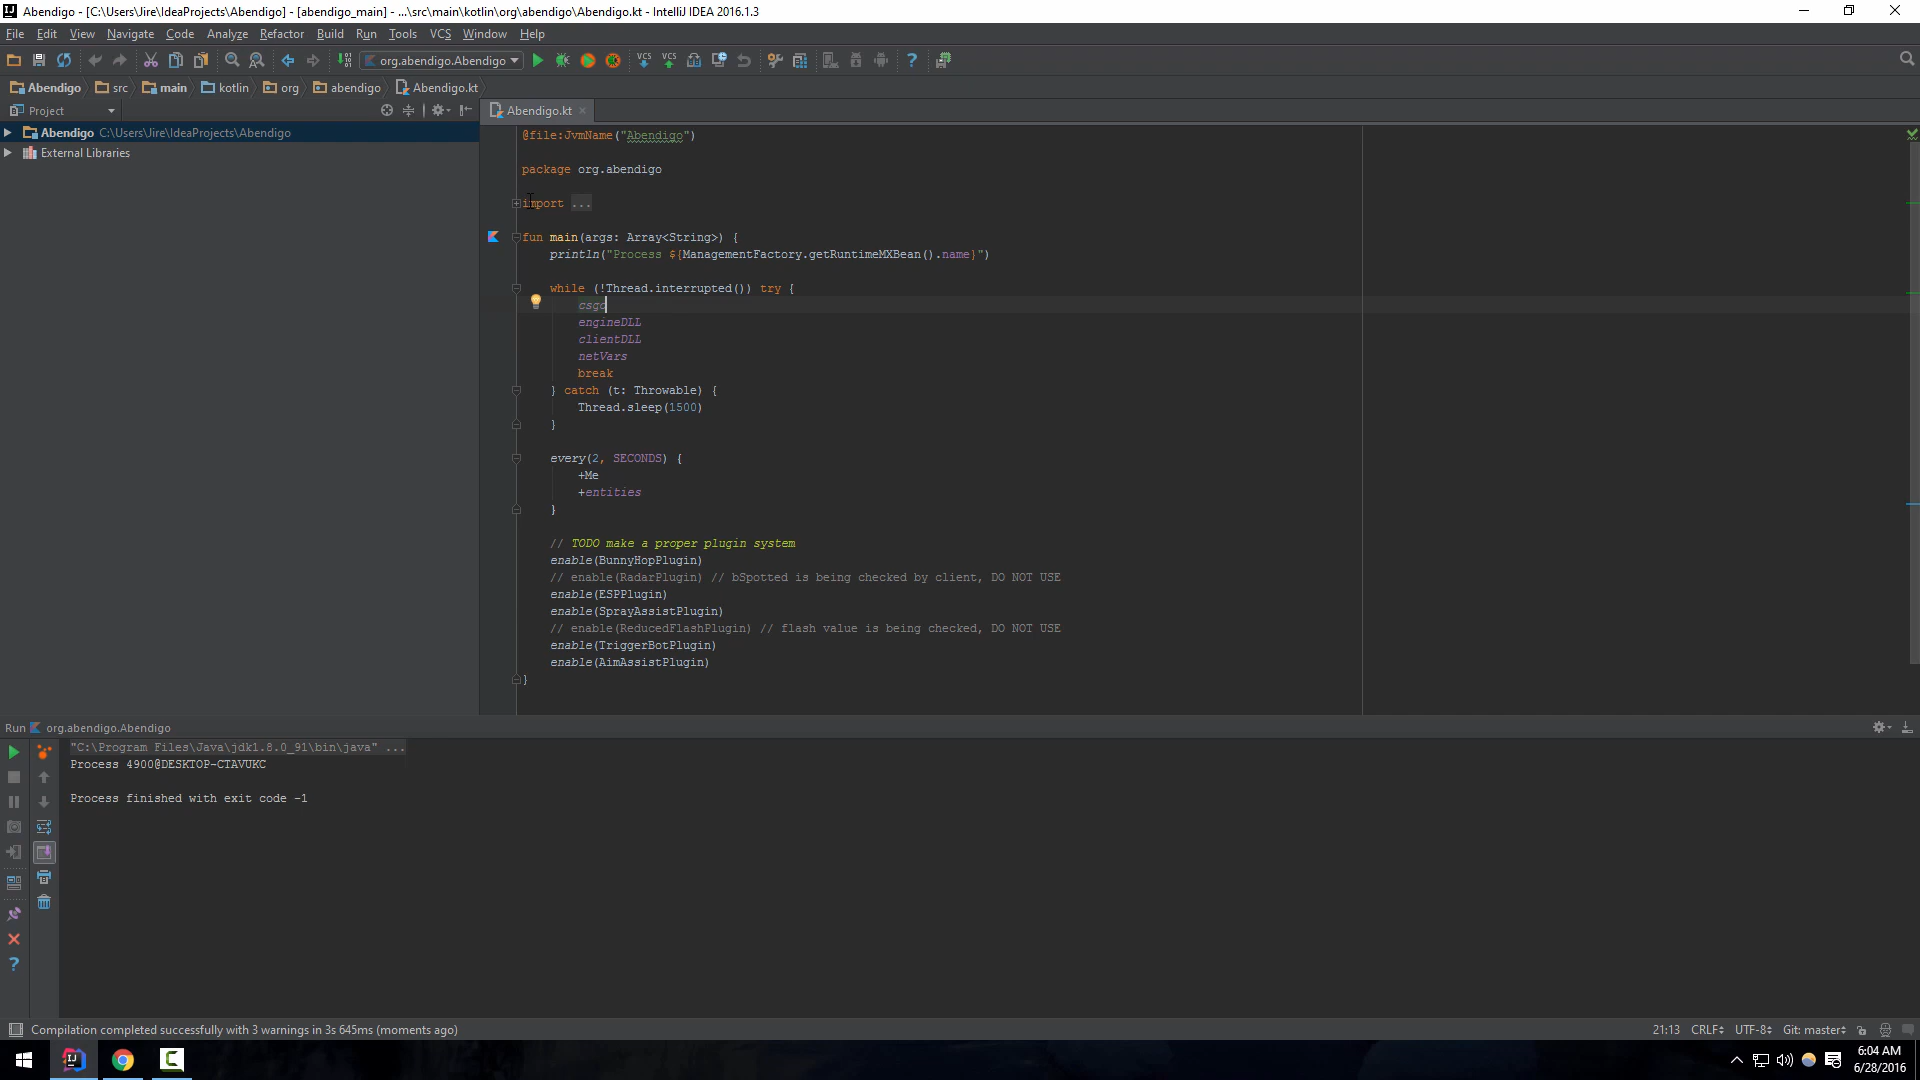 Abendigo - [C:\Users\Jire\IdeaProjects\Abendigo] - [abendigo_main] - ...\src\main\kotlin\org\abendigo\Abendigo.kt - IntelliJ IDEA 2016.1.3
File Edit View Navigate Code Analyze Refactor Build Run Tools VCS Window Help
org.abendigo.Abendigo
VCS VCS
Abendigo src main kotlin org abendigo Abendigo.kt
Project
Abendigo.kt
Abendigo C:\Users\Jire\IdeaProjects\Abendigo
External Libraries
@file:JvmName("Abendigo")
package org.abendigo
import ...
fun main(args: Array<String>) {
println("Process ${ManagementFactory.getRuntimeMXBean().name}")
while (!Thread.interrupted()) try {
csgo
engineDLL
clientDLL
netVars
break
} catch (t: Throwable) {
Thread.sleep(1500)
}
every(2, SECONDS) {
+Me
+entities
}
// TODO make a proper plugin system
enable(BunnyHopPlugin)
// enable(RadarPlugin) // bSpotted is being checked by client, DO NOT USE
enable(ESPPlugin)
enable(SprayAssistPlugin)
// enable(ReducedFlashPlugin) // flash value is being checked, DO NOT USE
enable(TriggerBotPlugin)
enable(AimAssistPlugin)
}
Run org.abendigo.Abendigo
"C:\Program Files\Java\jdk1.8.0_91\bin\java" ...
Process 4900@DESKTOP-CTAVUKC
Process finished with exit code -1
Compilation completed successfully with 3 warnings in 3s 645ms (moments ago)
21:13 CRLF UTF-8 Git: master
6:04 AM
6/28/2016